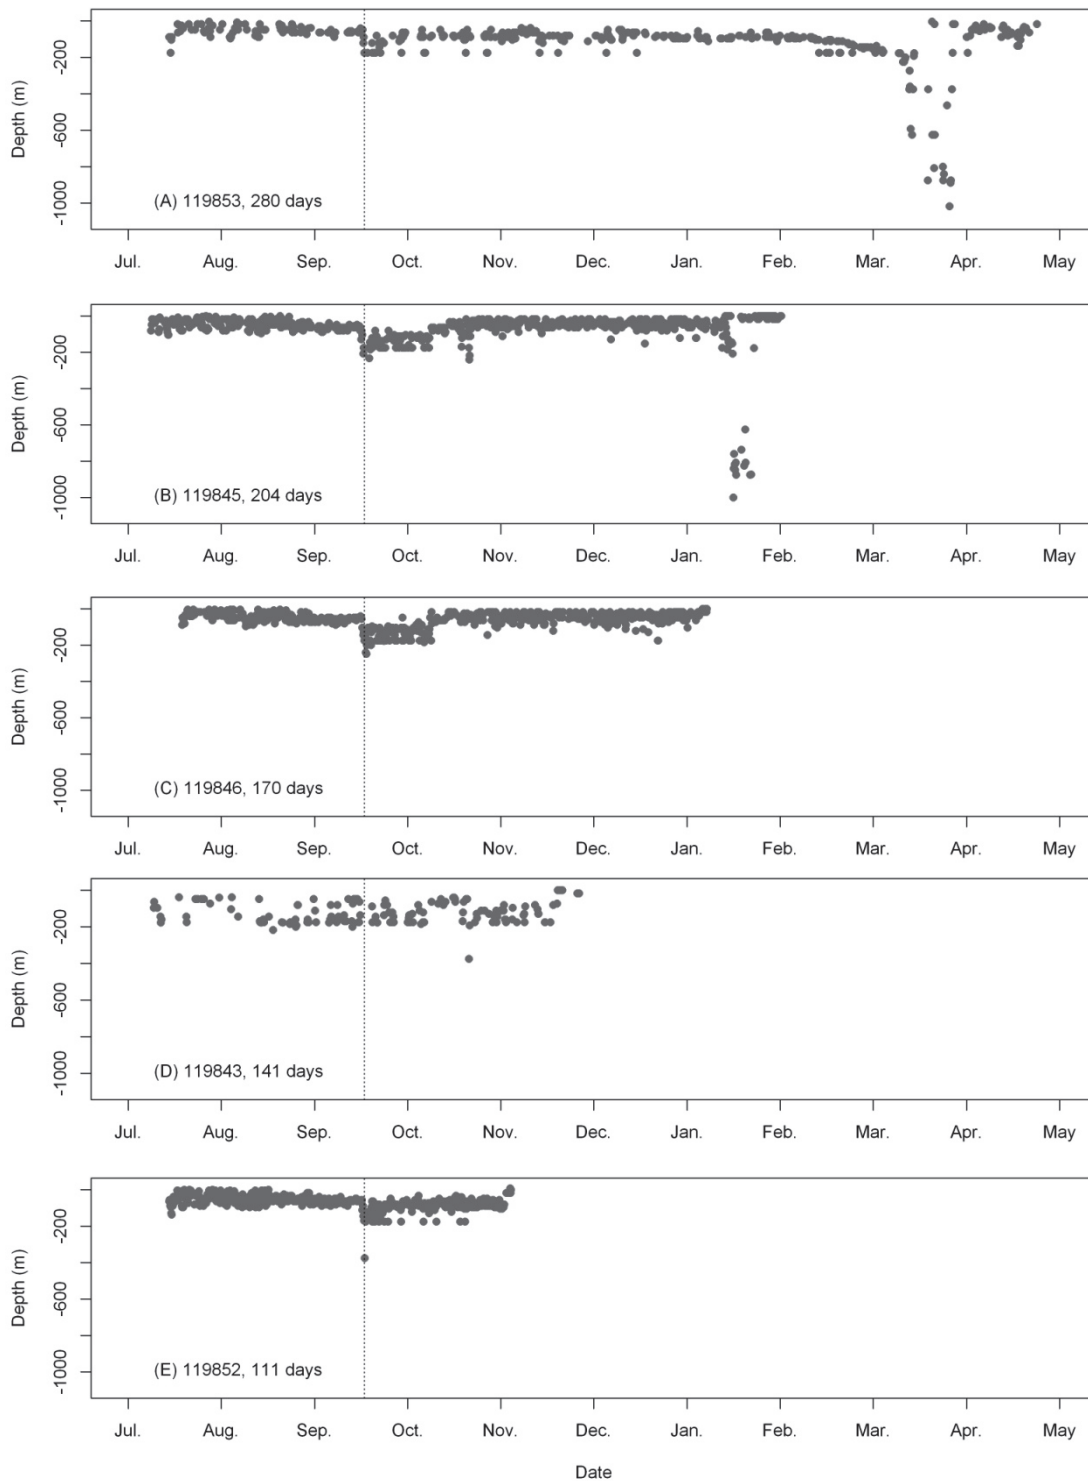 Depth (m)
-200
-600
-1000
(A) 119853, 280 days
Jul. Aug. Sep. Oct. Nov. Dec. Jan. Feb. Mar. Apr. May
Depth (m)
-200
-600
-1000
(B) 119845, 204 days
Jul. Aug. Sep. Oct. Nov. Dec. Jan. Feb. Mar. Apr. May
Depth (m)
-200
-600
-1000
(C) 119846, 170 days
Jul. Aug. Sep. Oct. Nov. Dec. Jan. Feb. Mar. Apr. May
Depth (m)
-200
-600
-1000
(D) 119843, 141 days
Jul. Aug. Sep. Oct. Nov. Dec. Jan. Feb. Mar. Apr. May
Depth (m)
-200
-600
-1000
(E) 119852, 111 days
Jul. Aug. Sep. Oct. Nov. Dec. Jan. Feb. Mar. Apr. May
Date